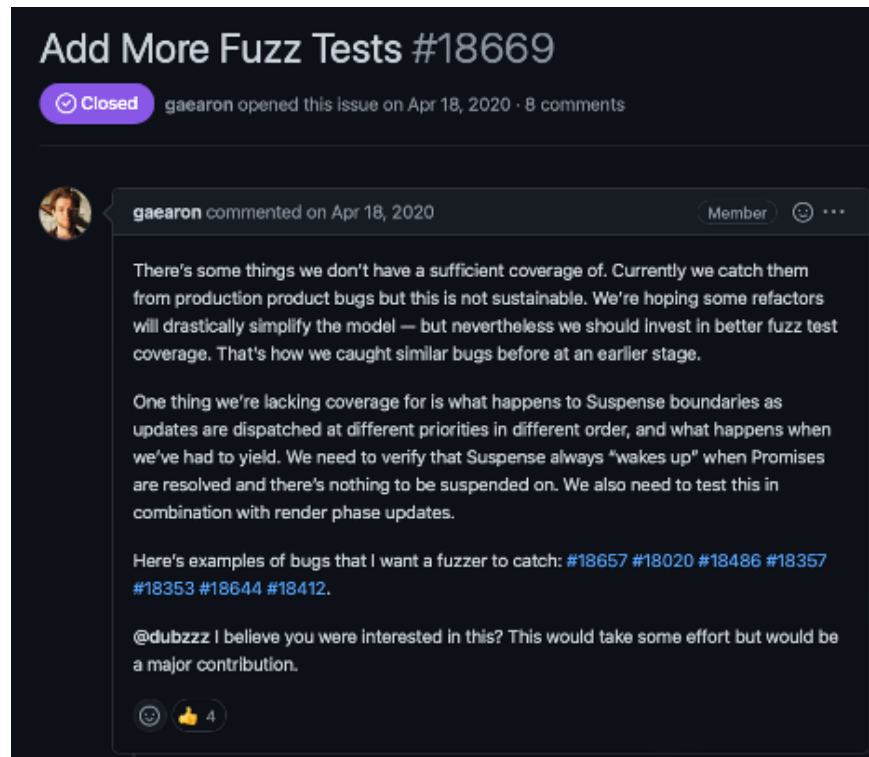 Add More Fuzz Tests #18669
Closed gaearon opened this issue on Apr 18, 2020 · 8 comments
gaearon commented on Apr 18, 2020 Member ···
There's some things we don't have a sufficient coverage of. Currently we catch them
from production product bugs but this is not sustainable. We're hoping some refactors
will drastically simplify the model — but nevertheless we should invest in better fuzz test
coverage. That's how we caught similar bugs before at an earlier stage.
One thing we're lacking coverage for is what happens to Suspense boundaries as
updates are dispatched at different priorities in different order, and what happens when
we've had to yield. We need to verify that Suspense always “wakes up” when Promises
are resolved and there's nothing to be suspended on. We also need to test this in
combination with render phase updates.
Here's examples of bugs that I want a fuzzer to catch: #18657 #18020 #18486 #18357
#18353 #18644 #18412.
@dubzzz I believe you were interested in this? This would take some effort but would be
a major contribution.
👍 4